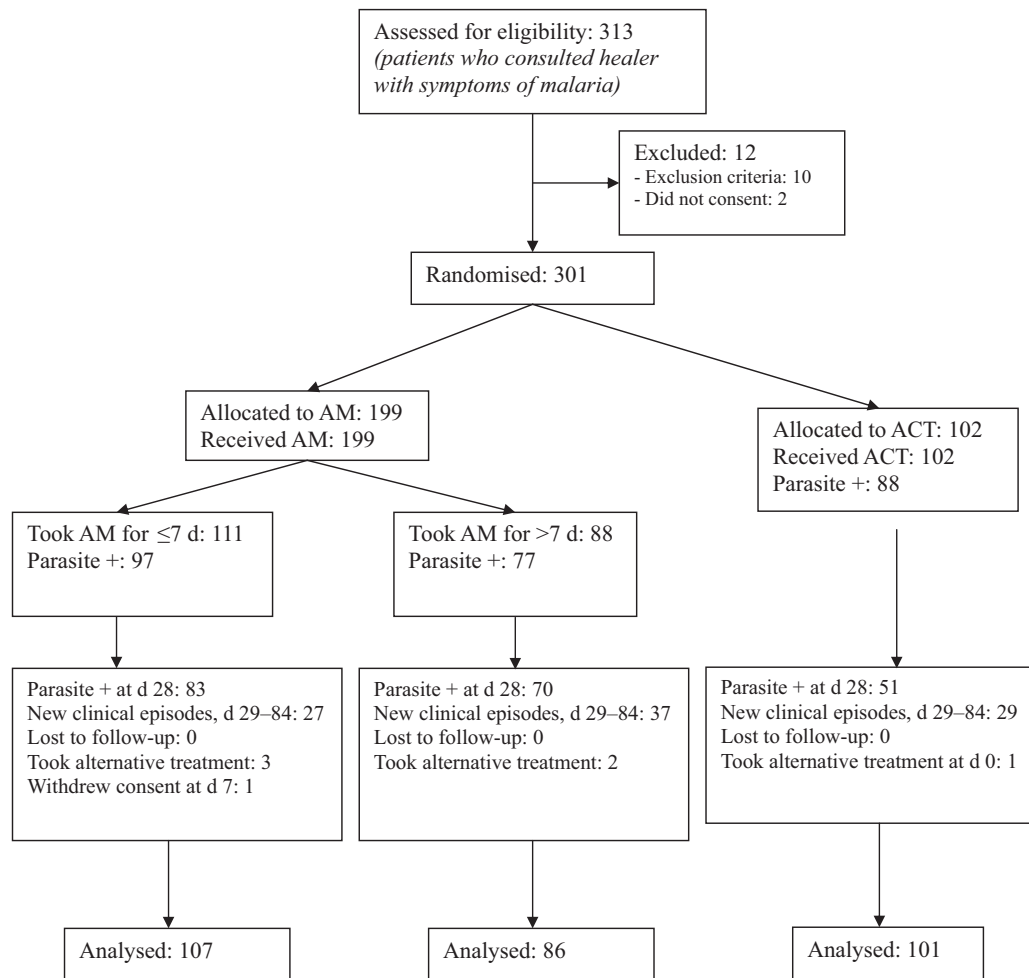 Assessed for eligibility: 313
(patients who consulted healer
with symptoms of malaria)
Excluded: 12
- Exclusion criteria: 10
- Did not consent: 2
Randomised: 301
Allocated to AM: 199
Received AM: 199
Allocated to ACT: 102
Received ACT: 102
Parasite +: 88
Took AM for ≤7 d: 111
Parasite +: 97
Took AM for >7 d: 88
Parasite +: 77
Parasite + at d 28: 83
New clinical episodes, d 29–84: 27
Lost to follow-up: 0
Took alternative treatment: 3
Withdrew consent at d 7: 1
Parasite + at d 28: 70
New clinical episodes, d 29–84: 37
Lost to follow-up: 0
Took alternative treatment: 2
Parasite + at d 28: 51
New clinical episodes, d 29–84: 29
Lost to follow-up: 0
Took alternative treatment at d 0: 1
Analysed: 107
Analysed: 86
Analysed: 101